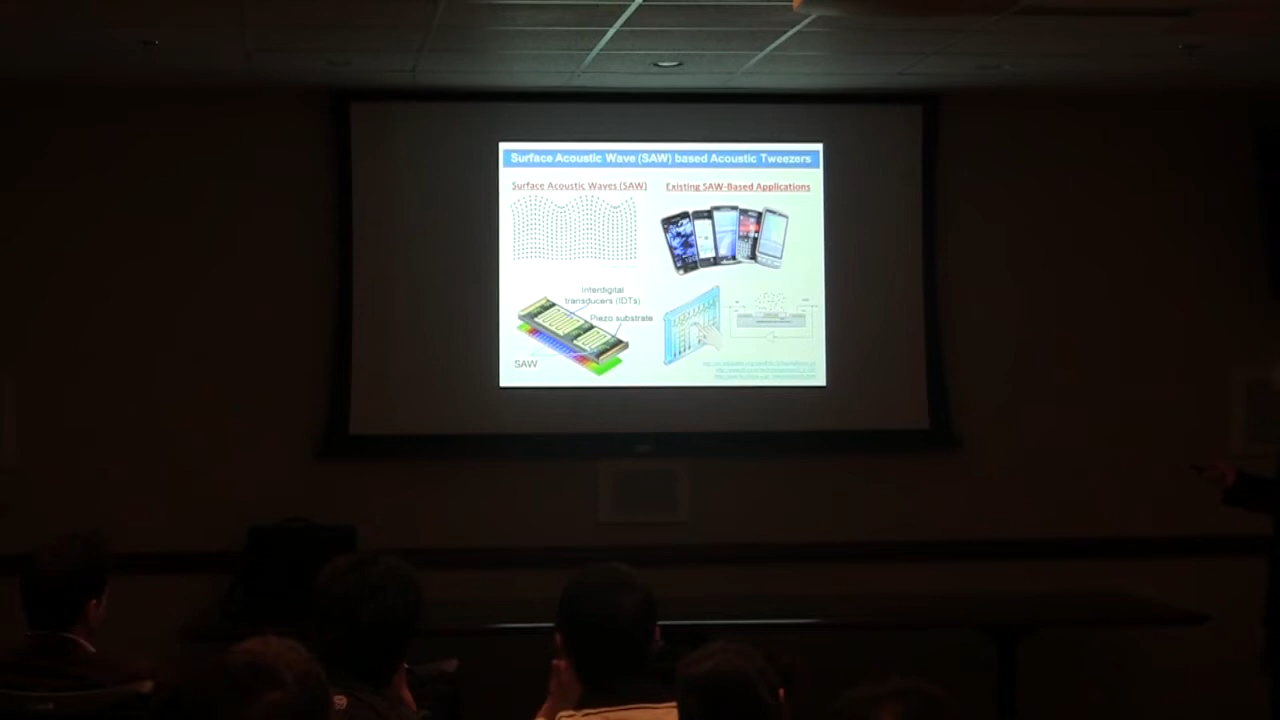 Surface Acoustic Wave (SAW) based Acoustic Tweezers
Surface Acoustic Waves (SAW)
Existing SAW-Based Applications
Interdigital
transducers (IDTs)
Piezo substrate
SAW